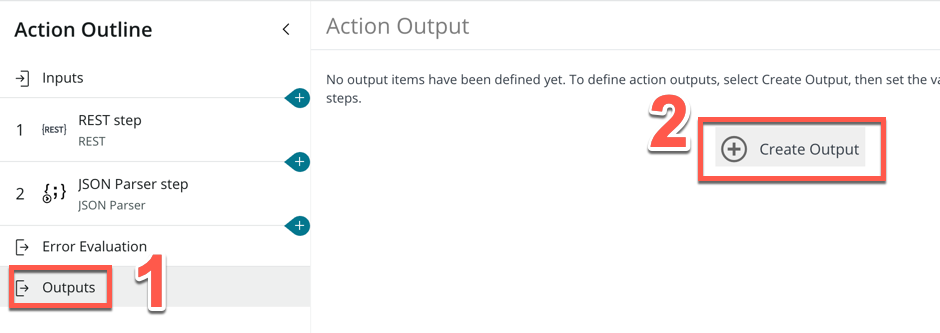 Action Outline
Inputs
1
{REST}
REST step
REST
2
{;}
JSON Parser step
JSON Parser
Error Evaluation
Outputs
1
Action Output
No output items have been defined yet. To define action outputs, select Create Output, then set the va
steps.
2
Create Output